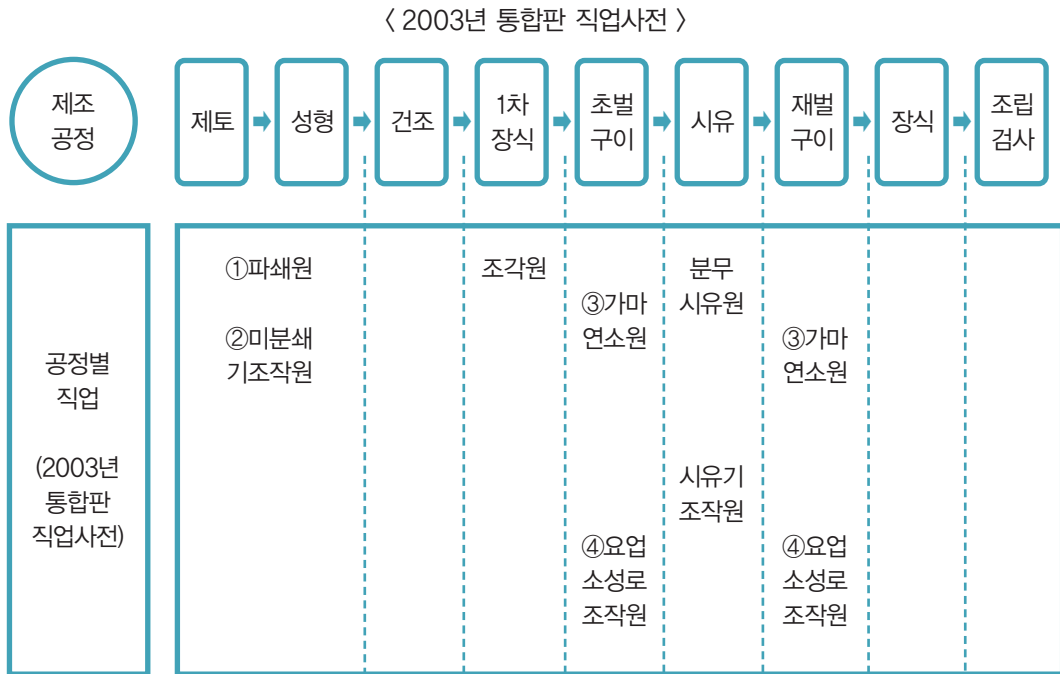 〈 2003년 통합판 직업사전 〉
제조
공정
제토
성형
건조
1차
장식
초벌
구이
시유
재벌
구이
장식
조립
검사
공정별
직업
(2003년
통합판
직업사전)
①파쇄원
②미분쇄
기조작원
조각원
③가마
연소원
④요업
소성로
조작원
분무
시유원
시유기
조작원
③가마
연소원
④요업
소성로
조작원